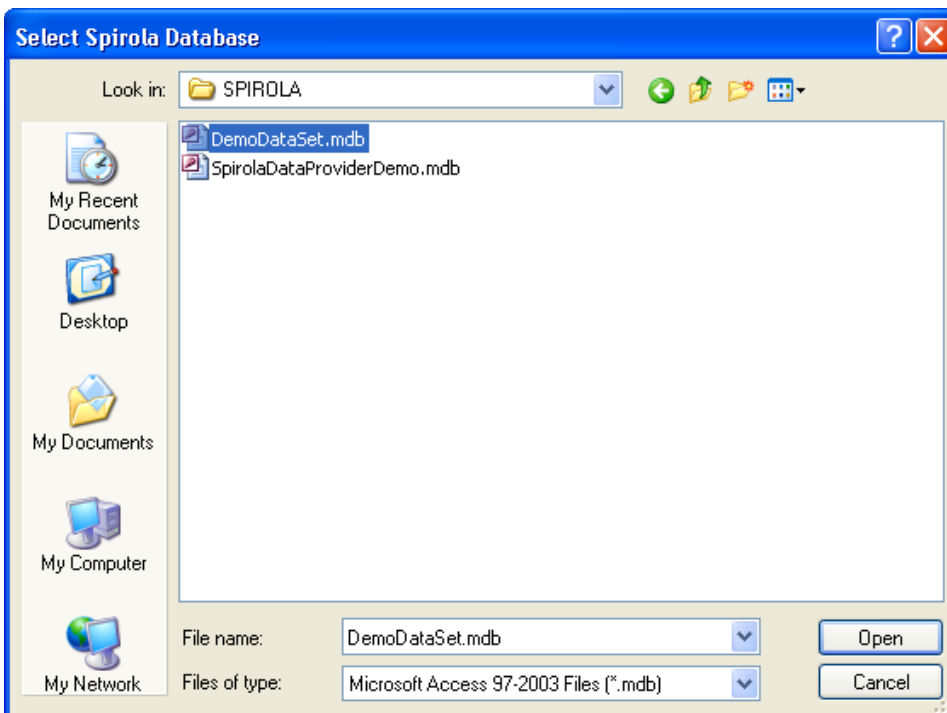 Select Spirola Database
Look in: SPIROLA
DemoDataSet.mdb
SpirolaDataProviderDemo.mdb
My Recent
Documents
Desktop
My Documents
My Computer
My Network
File name: DemoDataSet.mdb Open
Files of type: Microsoft Access 97-2003 Files (*.mdb) Cancel